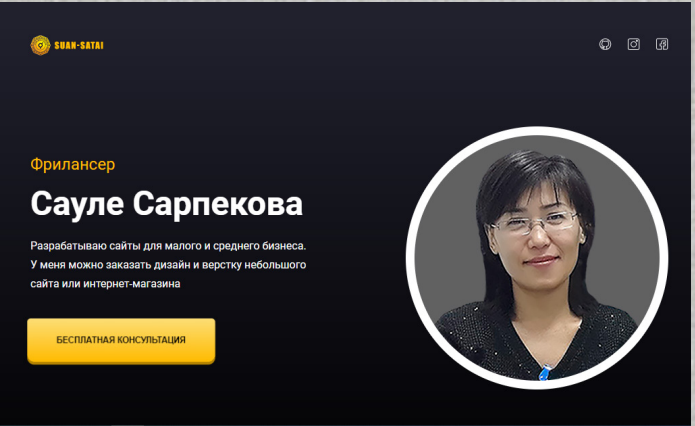 SUAN-SATAI
Фрилансер
Сауле Сарпекова
Разрабатываю сайты для малого и среднего бизнеса.
У меня можно заказать дизайн и верстку небольшого
сайта или интернет-магазина
БЕСПЛАТНАЯ КОНСУЛЬТАЦИЯ